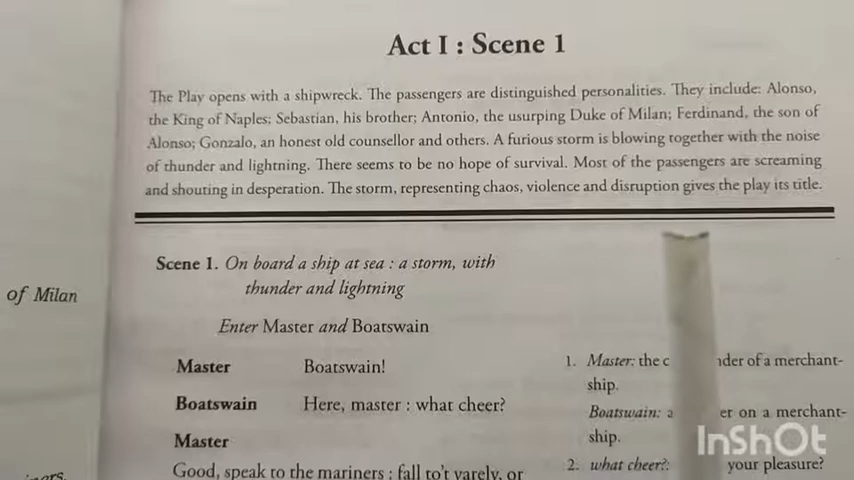 Act I : Scene 1
The Play opens with a shipwreck. The passengers are distinguished personalities. They include: Alonso,
the King of Naples; Sebastian, his brother; Antonio, the usurping Duke of Milan; Ferdinand, the son of
Alonso; Gonzalo, an honest old counsellor and others. A furious storm is blowing together with the noise
of thunder and lightning. There seems to be no hope of survival. Most of the passengers are screaming
and shouting in desperation. The storm, representing chaos, violence and disruption gives the play its title.
of Milan
Scene 1. On board a ship at sea : a storm, with
thunder and lightning
Enter Master and Boatswain
Master Boatswain!
Boatswain Here, master : what cheer?
Master
Good, speak to the mariners : fall to't yarely, or
1. Master: the of a merchant-
ship.
Boatswain: on a merchant-
ship.
2. what cheer?: your pleasure?
InShOt